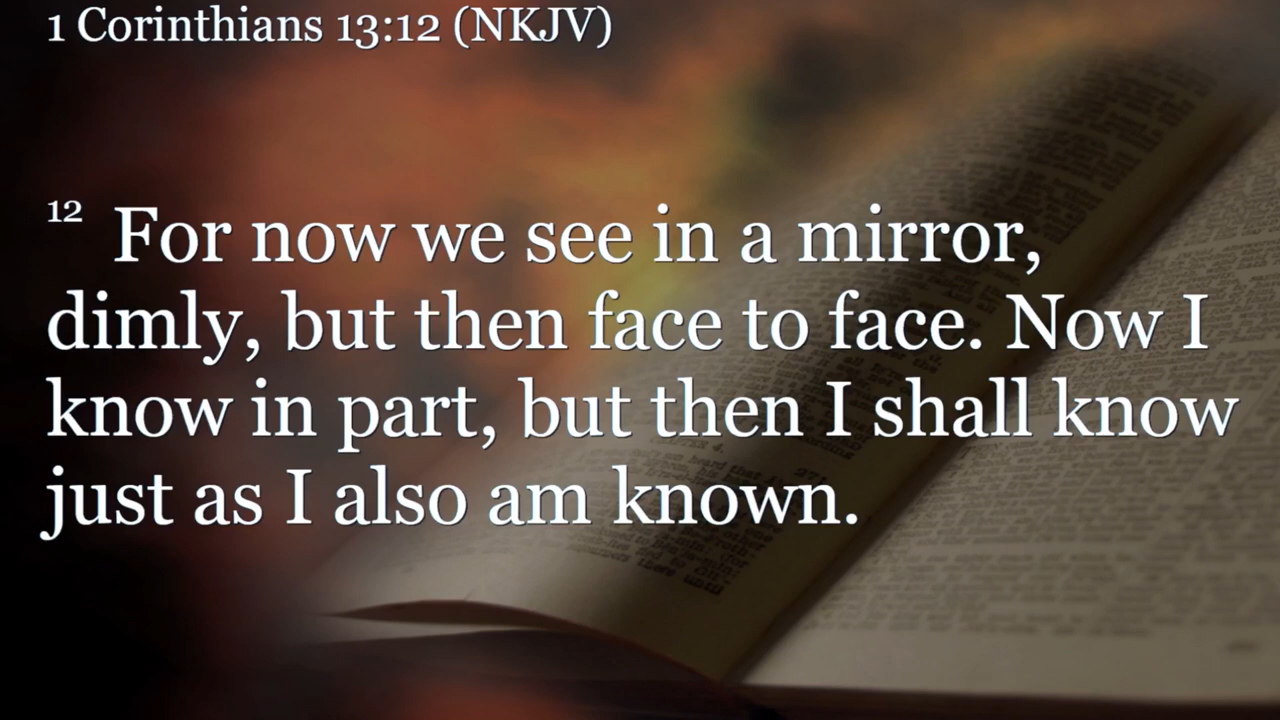 1 Corinthians 13:12 (NKJV)
12 For now we see in a mirror,
dimly, but then face to face. Now I
know in part, but then I shall know
just as I also am known.